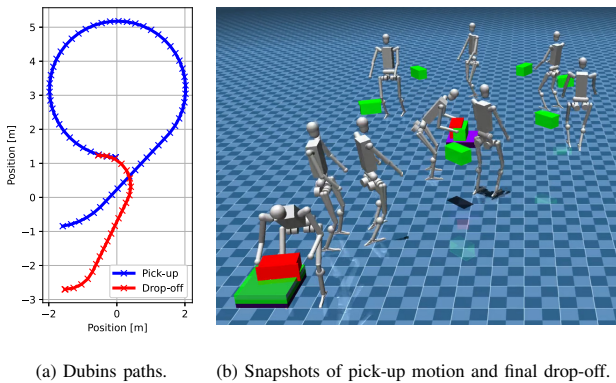 5
4
3
2
1
0
−1
−2
−3
Position [m]
Pick-up
Drop-off
−2
0
2
Position [m]
(a) Dubins paths.
(b) Snapshots of pick-up motion and final drop-off.